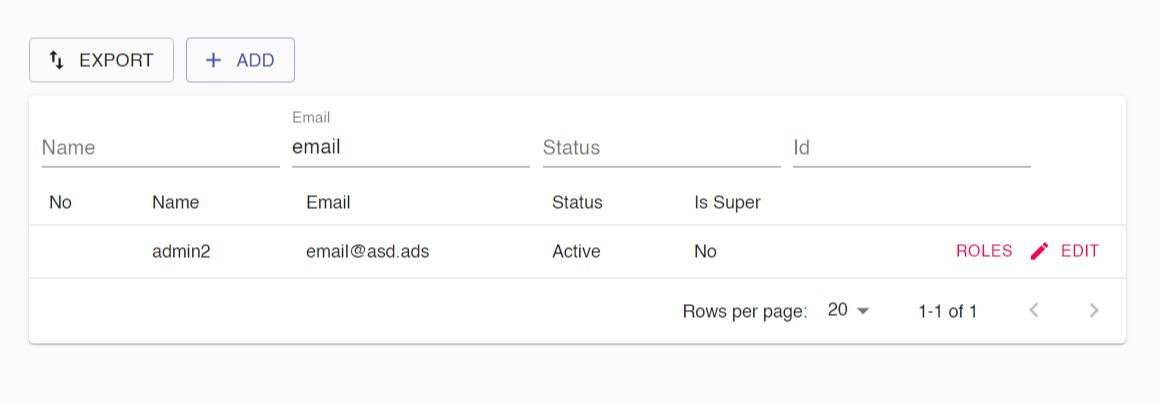 EXPORT ADD
Email
Name email Status Id
No Name Email Status Is Super
admin2 email@asd.ads Active No ROLES EDIT
Rows per page: 20 1-1 of 1